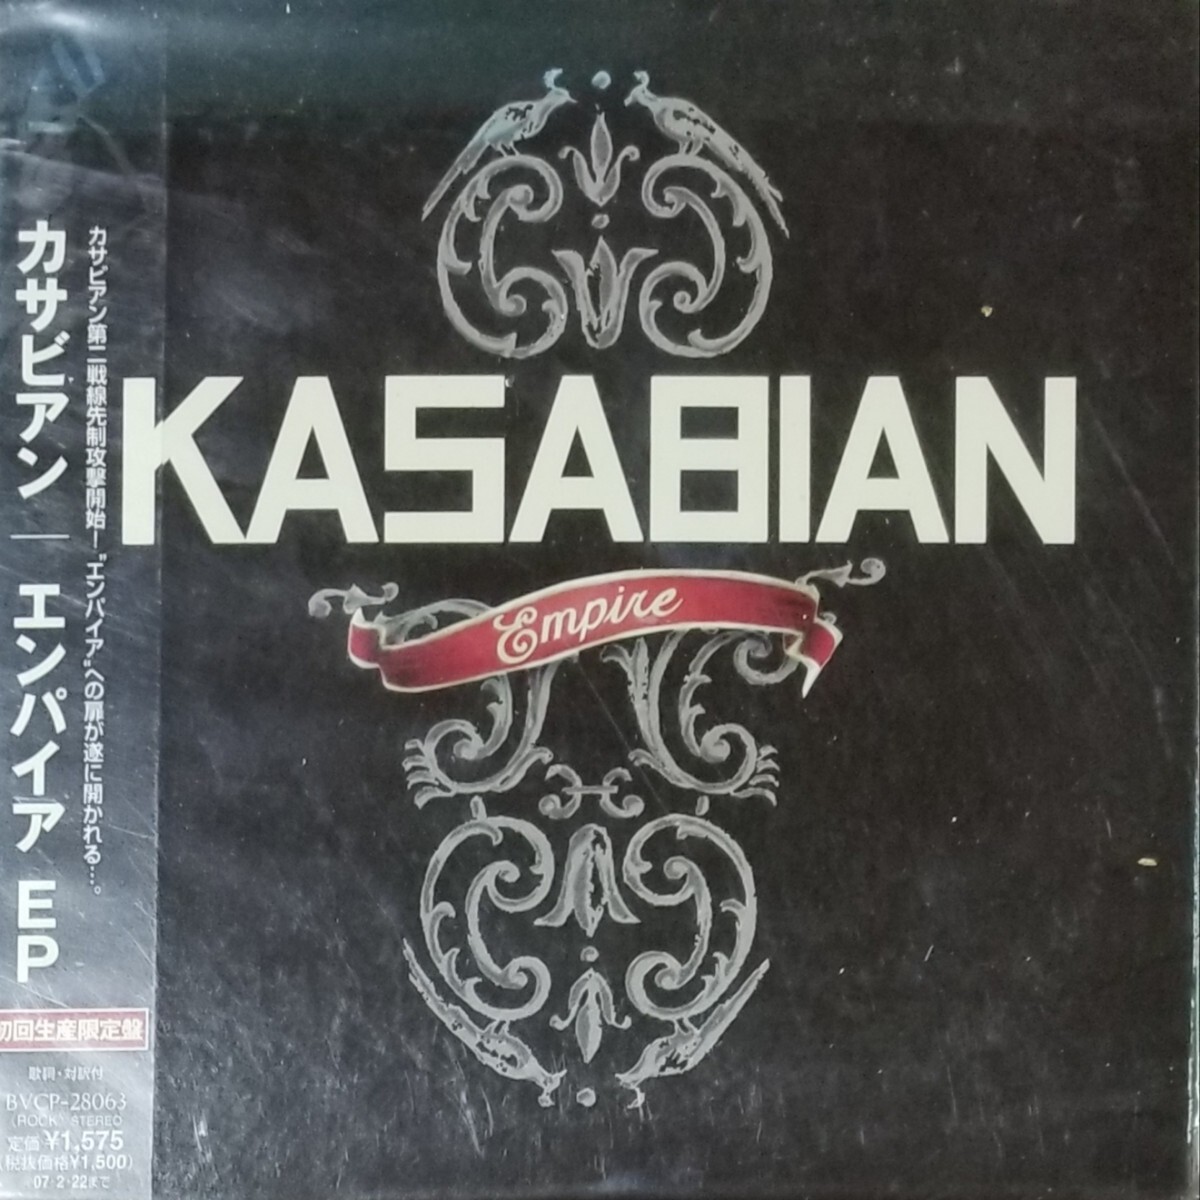 カサビアン第二戦線先制攻撃開始ー"エンパイア"への扉が遂に開かれる…。
カサビアン｜エンパイア EP
初回生産限定盤
歌詞・対訳付
BVCP-28063
(ROCK) STEREO
定価 ¥1,575
(税抜価格¥1,500)
07・2・22まで
KASABIAN
Empire